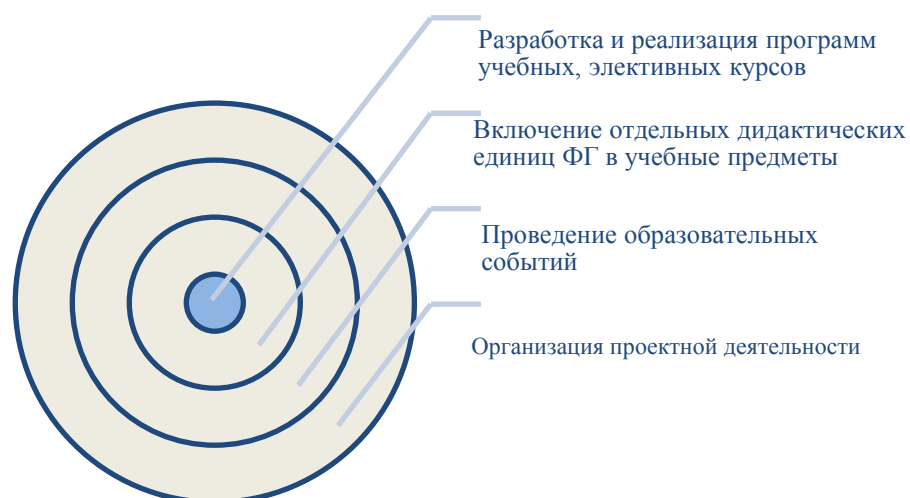 Разработка и реализация программ
учебных, элективных курсов
Включение отдельных дидактических
единиц ФГ в учебные предметы
Проведение образовательных
событий
Организация проектной деятельности